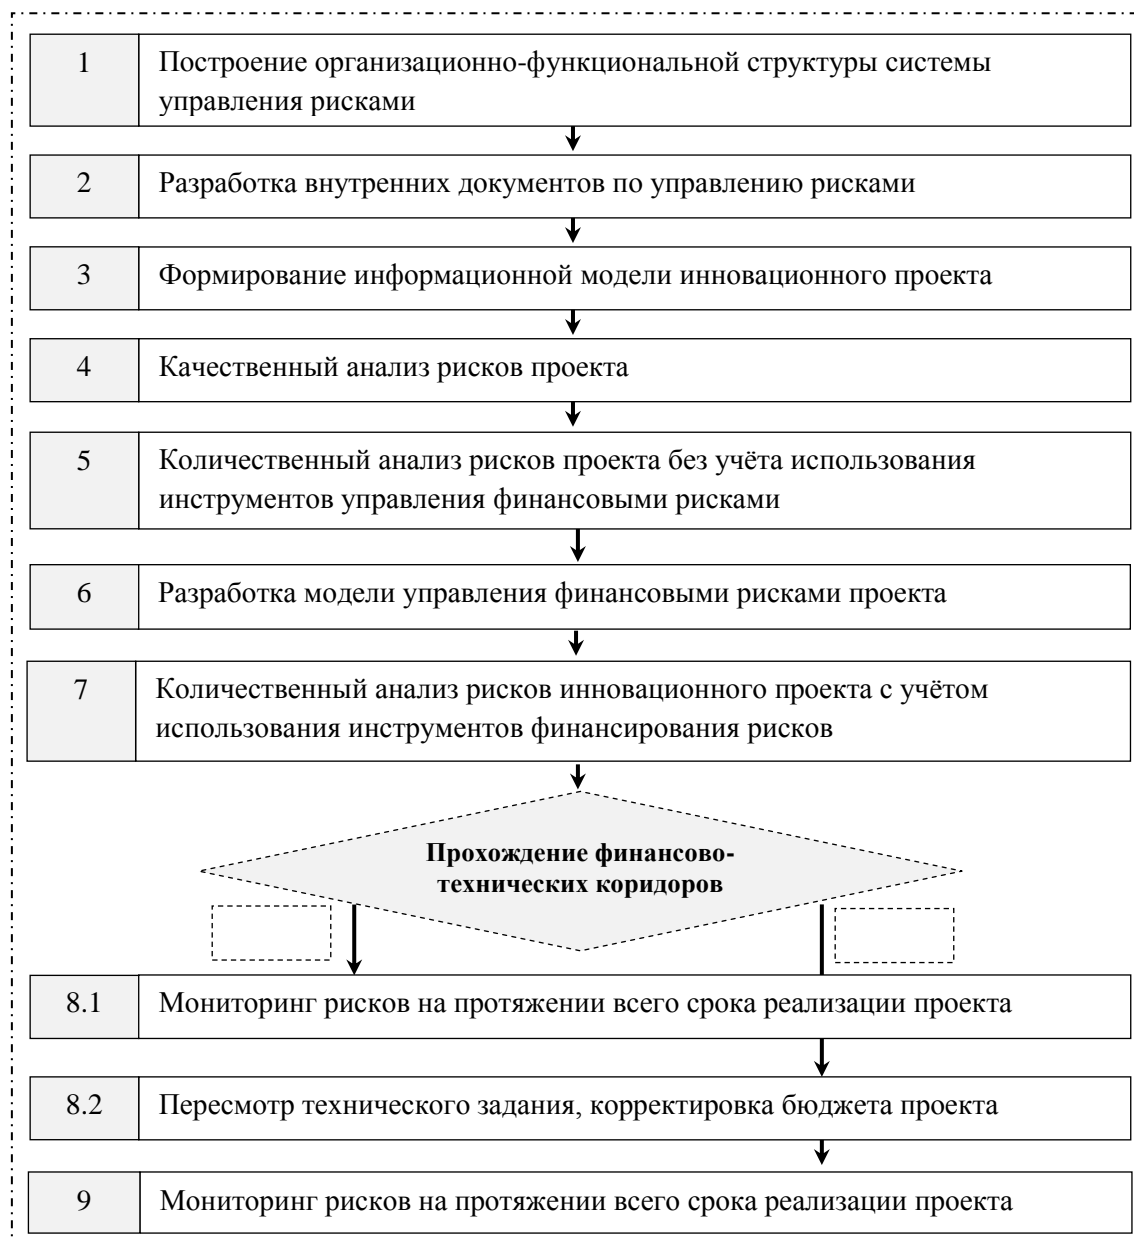 1
Построение организационно-функциональной структуры системы
управления рисками
2
Разработка внутренних документов по управлению рисками
3
Формирование информационной модели инновационного проекта
4
Качественный анализ рисков проекта
5
Количественный анализ рисков проекта без учёта использования
инструментов управления финансовыми рисками
6
Разработка модели управления финансовыми рисками проекта
7
Количественный анализ рисков инновационного проекта с учётом
использования инструментов финансирования рисков
Прохождение финансово-
технических коридоров
8.1
Мониторинг рисков на протяжении всего срока реализации проекта
8.2
Пересмотр технического задания, корректировка бюджета проекта
9
Мониторинг рисков на протяжении всего срока реализации проекта